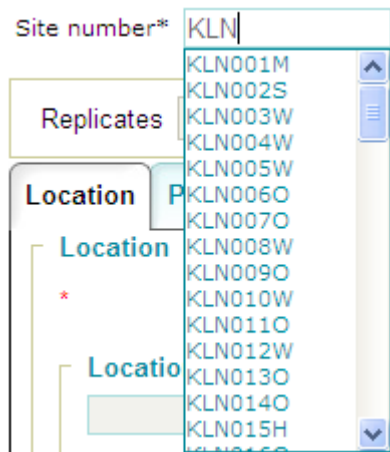 Site number* KLN
KLN001M
KLN002S
KLN003W
Replicates
KLN004W
KLN005W
Location P
KLN006O
KLN007O
Location
KLN008W
KLN009O
*
KLN010W
KLN011O
Locatio
KLN012W
KLN013O
KLN014O
KLN015H
KLN016O